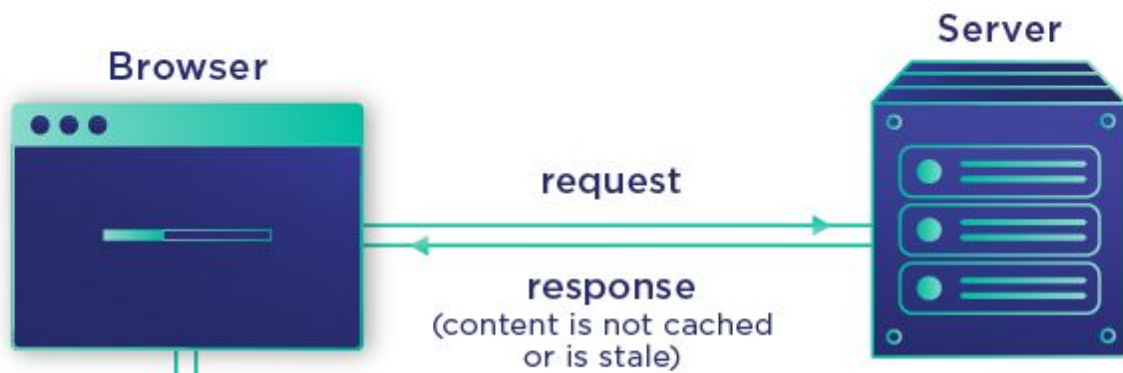 Server
Browser
request
response
(content is not cached
or is stale)